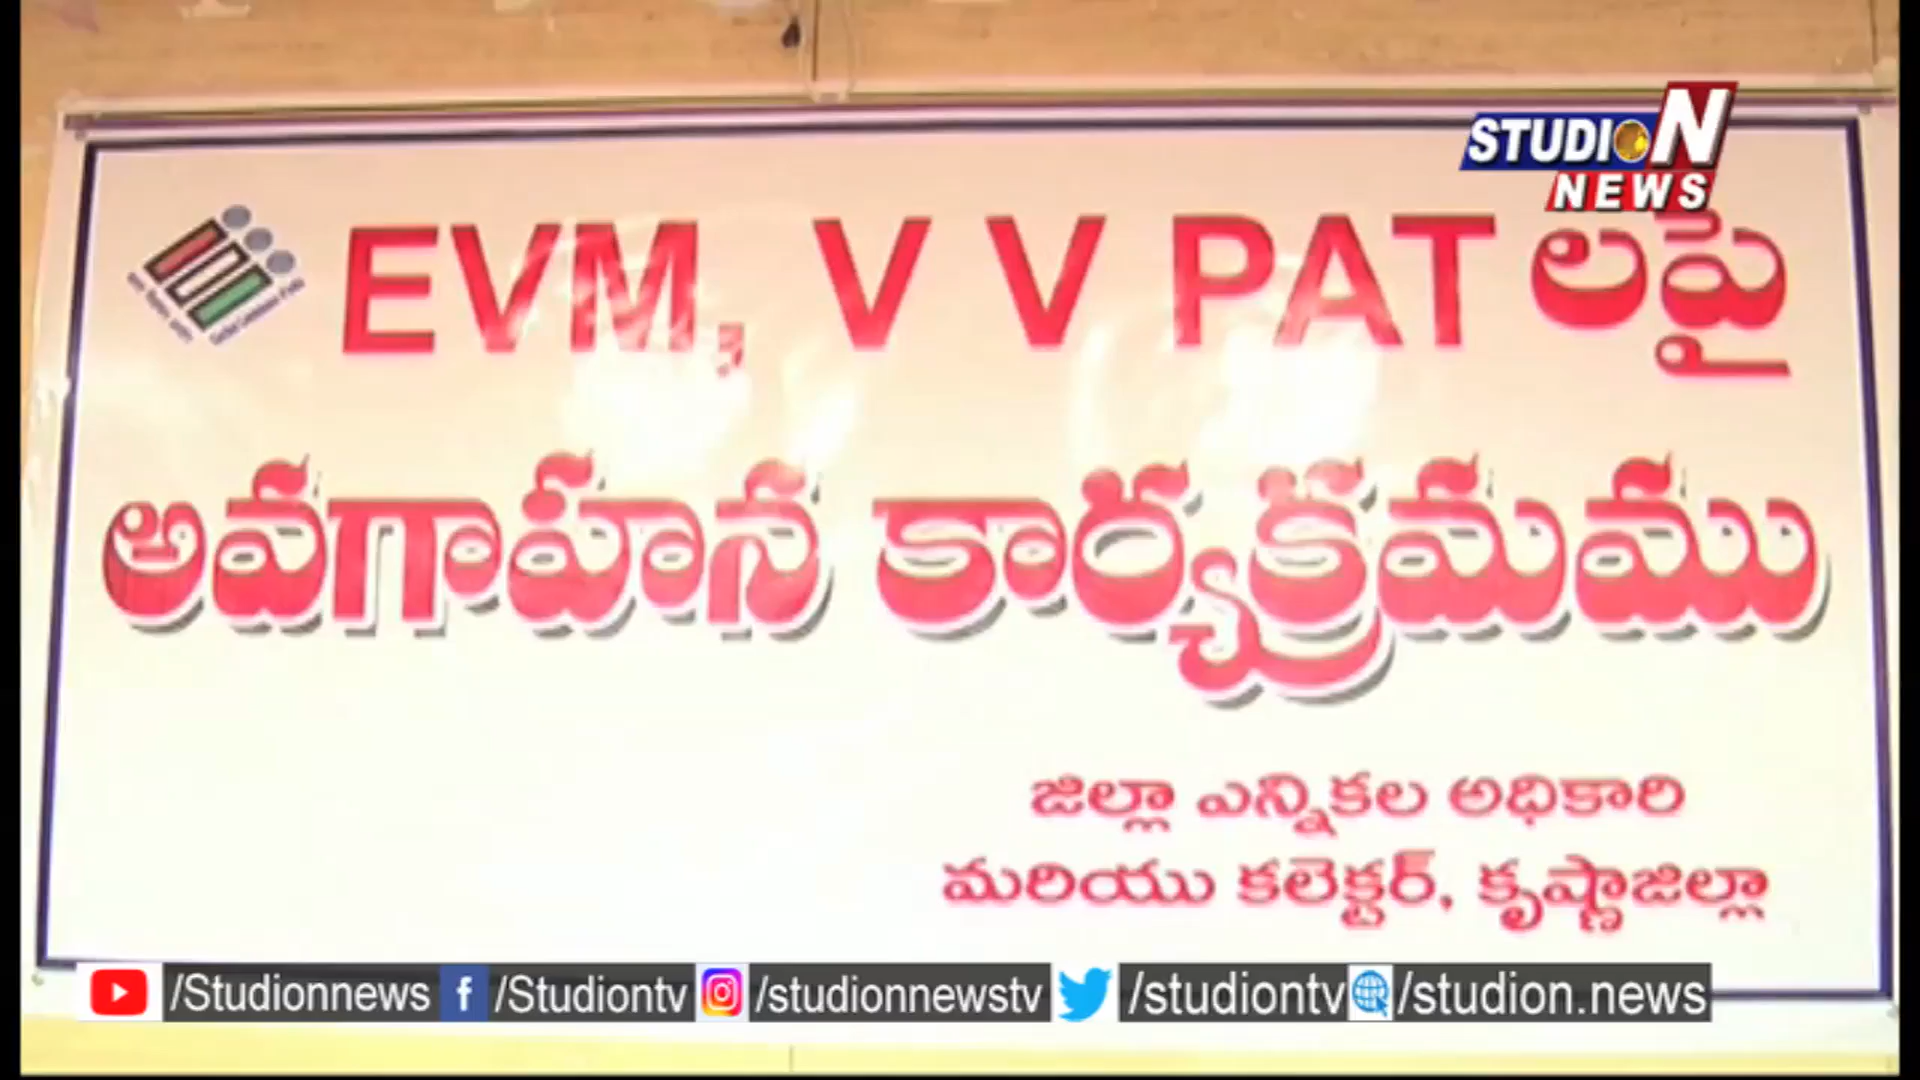 STUDION
NEWS
EVM, V V PAT లపై
అవగాహన కార్యక్రమము
జిల్లా ఎన్నికల అధికారి
మరియు కలెక్టర్, కృష్ణాజిల్లా
/Studionnews /Studiontv /studionnewstv /studiontv /studion.news